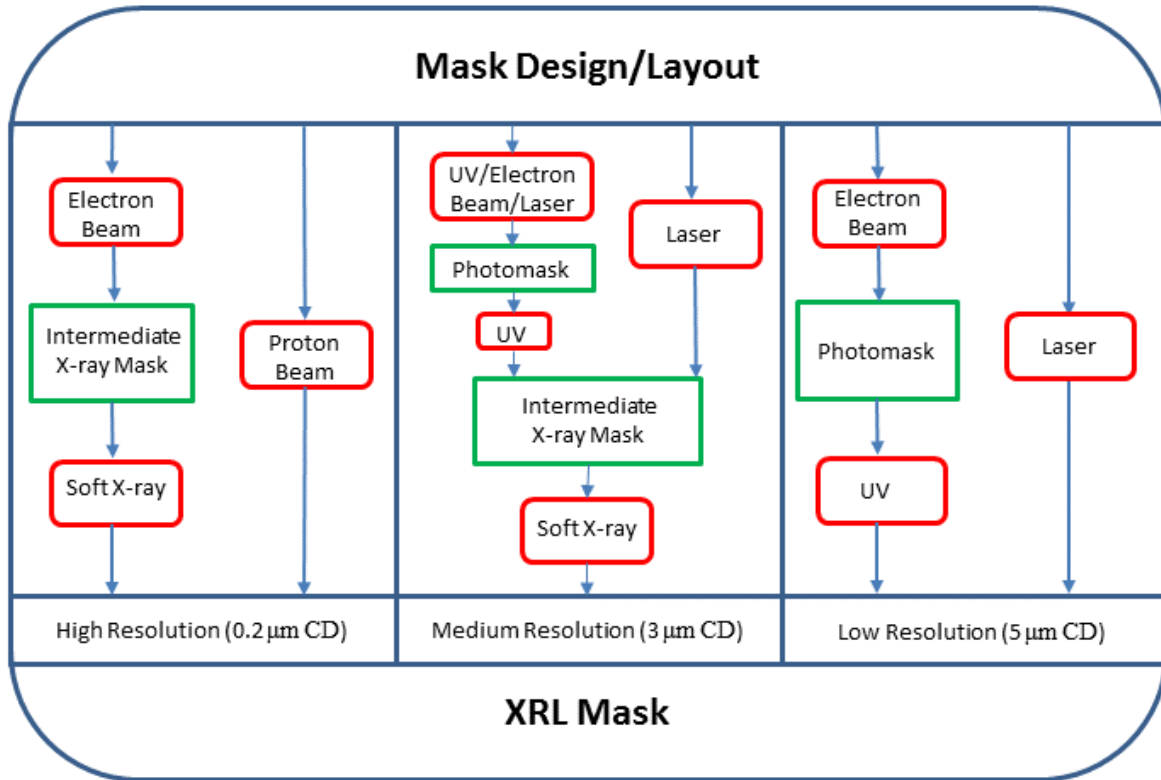 Mask Design/Layout
Electron
Beam
Intermediate
X-ray Mask
Soft X-ray
Proton
Beam
High Resolution (0.2 μm CD)
UV/Electron
Beam/Laser
Photomask
UV
Laser
Intermediate
X-ray Mask
Soft X-ray
Medium Resolution (3 μm CD)
Electron
Beam
Photomask
UV
Laser
Low Resolution (5 μm CD)
XRL Mask